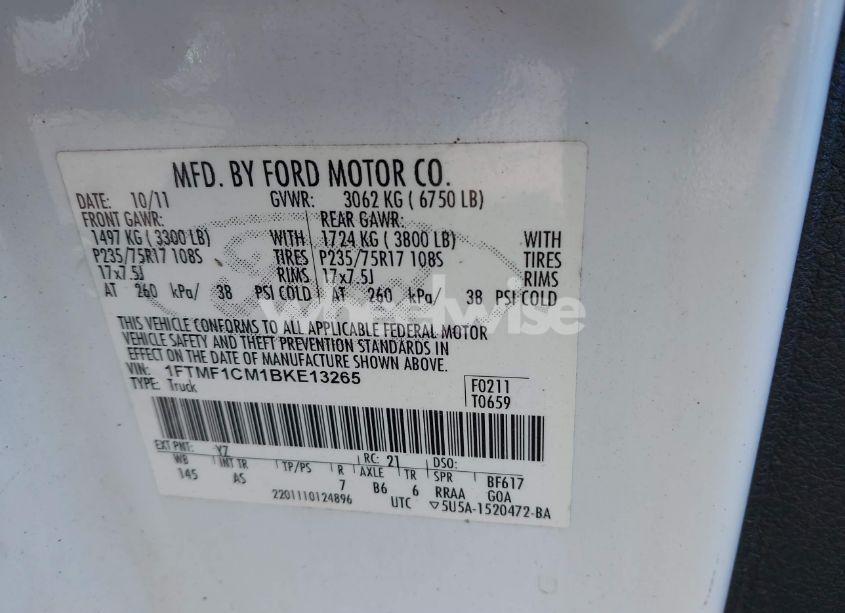 MFD. BY FORD MOTOR CO.
DATE: 10/11 GVWR: 3062 KG ( 6750 LB)
FRONT GAWR: REAR GAWR:
1497 KG ( 3300 LB) WITH 1724 KG ( 3800 LB) WITH
P235/75R17 108S TIRES P235/75R17 108S TIRES
17x7.5J RIMS 17x7.5J RIMS
AT 260 kPa/ 38 PSI COLD AT 260 kPa/ 38 PSI COLD
THIS VEHICLE CONFORMS TO ALL APPLICABLE FEDERAL MOTOR
VEHICLE SAFETY AND THEFT PREVENTION STANDARDS IN
EFFECT ON THE DATE OF MANUFACTURE SHOWN ABOVE.
VIN: 1FTMF1CM1BKE13265 F0211
TYPE: Truck T0659
EXT PNT: YZ RC: 21 DSO:
WB INT TR TP/PS R AXLE TR SPR BF617
145 AS 7 B6 6 RRAA GOA
2201110124896 UTC ▽5U5A-1520472-BA
wheelwise